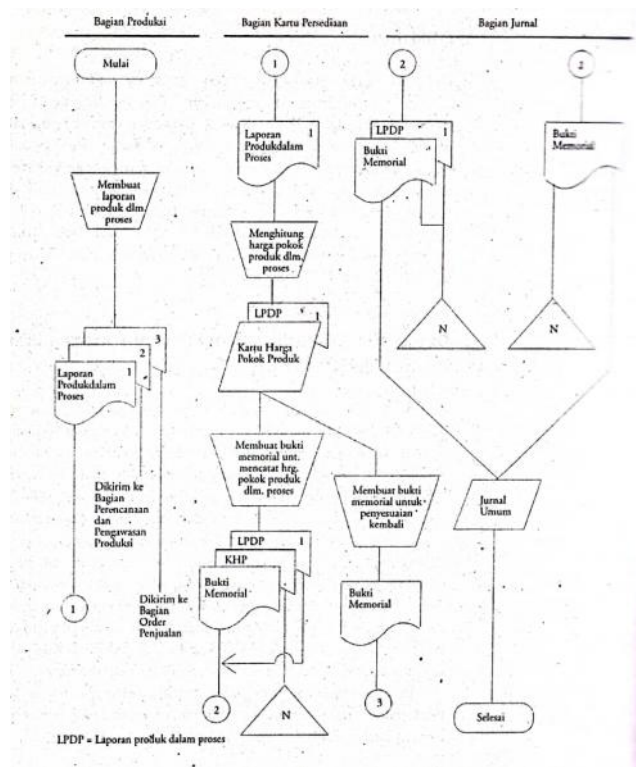 Bagian Produksi
Mulai
Membuat
laporan
produk dlm.
proses
3
2
1
Laporan
Produkdalam
Proses
Dikirim ke
Bagian
Perencanaan
dan
Pengawasan
Produksi
Dikirim ke
Bagian
Order
Penjualan
1
Bagian Kartu Persediaan
1
Laporan 1
Produkdalam
Proses
Menghitung
harga pokok
produk dlm.
proses
LPDP 1
Kartu Harga
Pokok Produk
Membuat bukti
memorial unt.
mencatat hrg.
pokok produk
dlm. proses
LPDP 1
KHP
Bukti
Memorial
2
N
Membuat bukti
memorial untuk
penyesuaian
kembali
Bukti
Memorial
3
Bagian Jurnal
2
LPDP 1
Bukti
Memorial
N
2
Bukti
Memorial
N
Jurnal
Umum
Selesai
LPDP = Laporan produk dalam proses